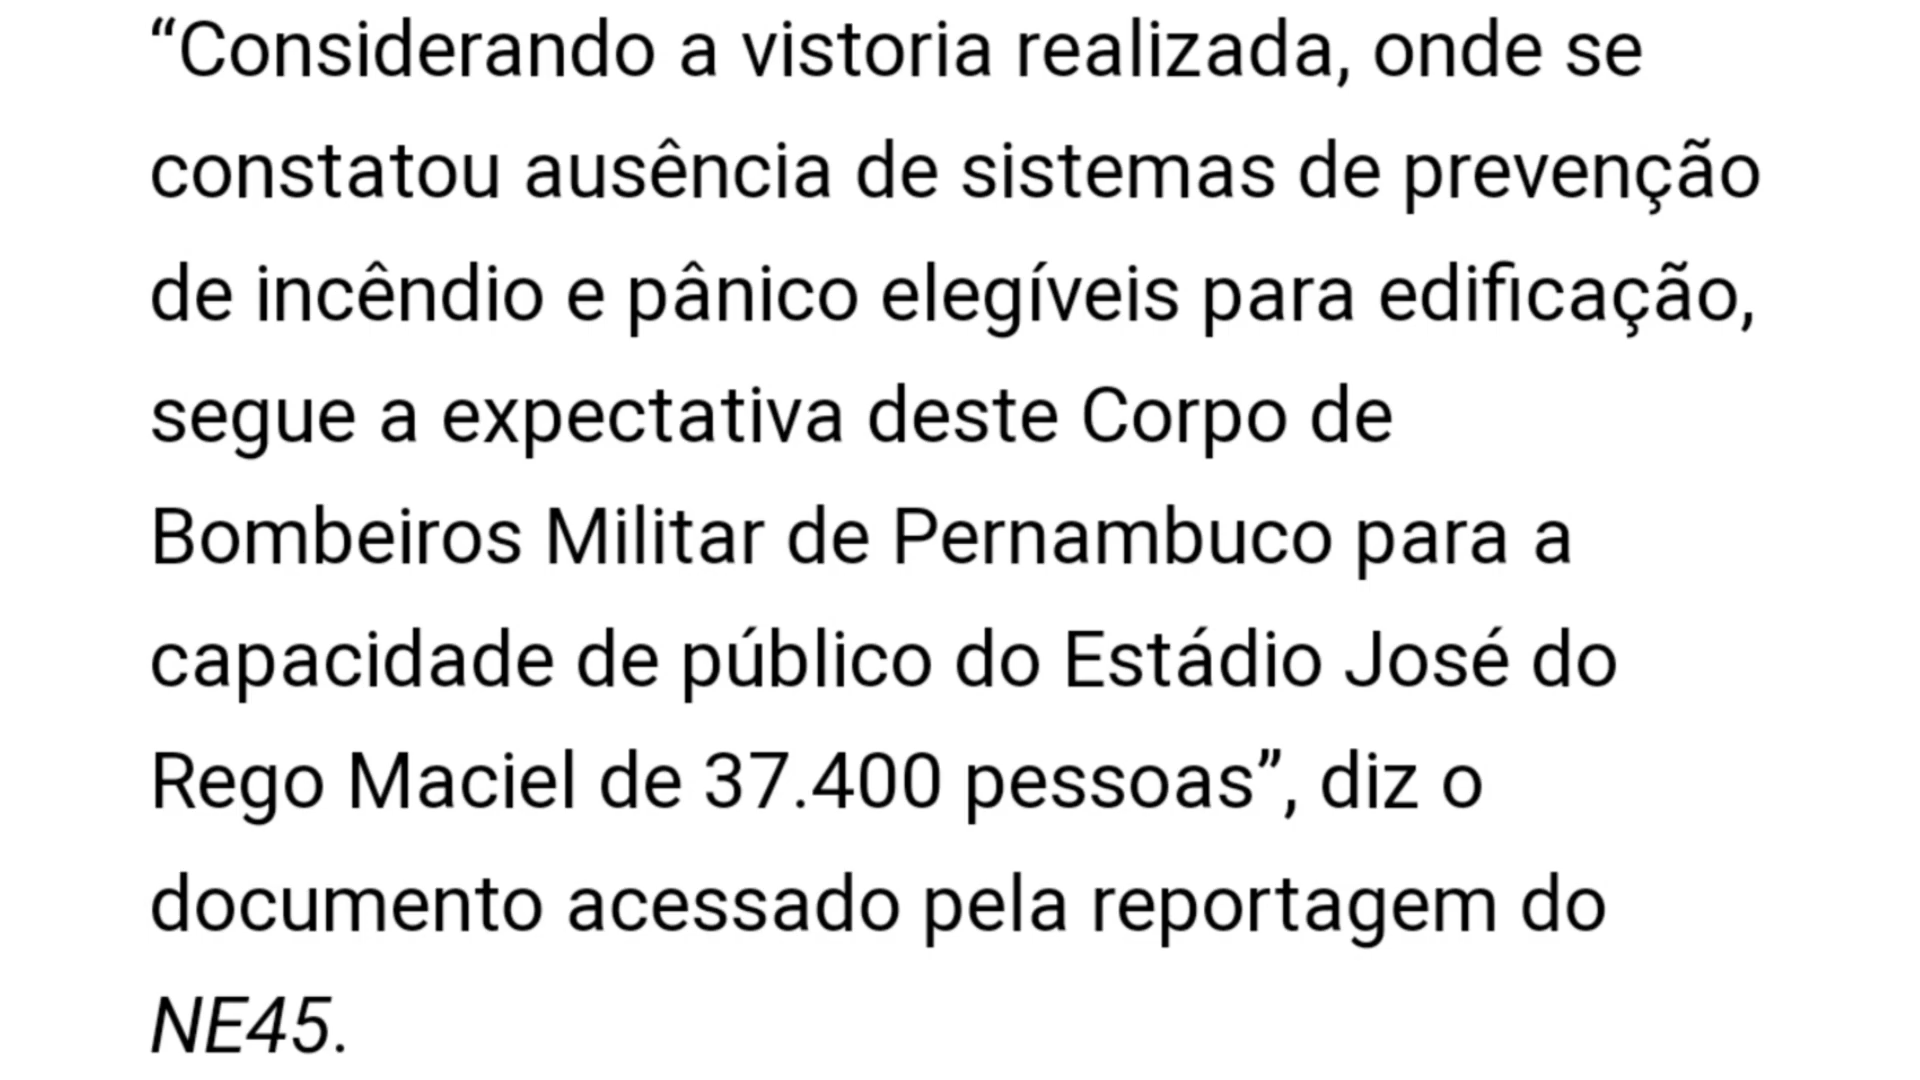 “Considerando a vistoria realizada, onde se
constatou ausência de sistemas de prevenção
de incêndio e pânico elegíveis para edificação,
segue a expectativa deste Corpo de
Bombeiros Militar de Pernambuco para a
capacidade de público do Estádio José do
Rego Maciel de 37.400 pessoas”, diz o
documento acessado pela reportagem do
NE45.